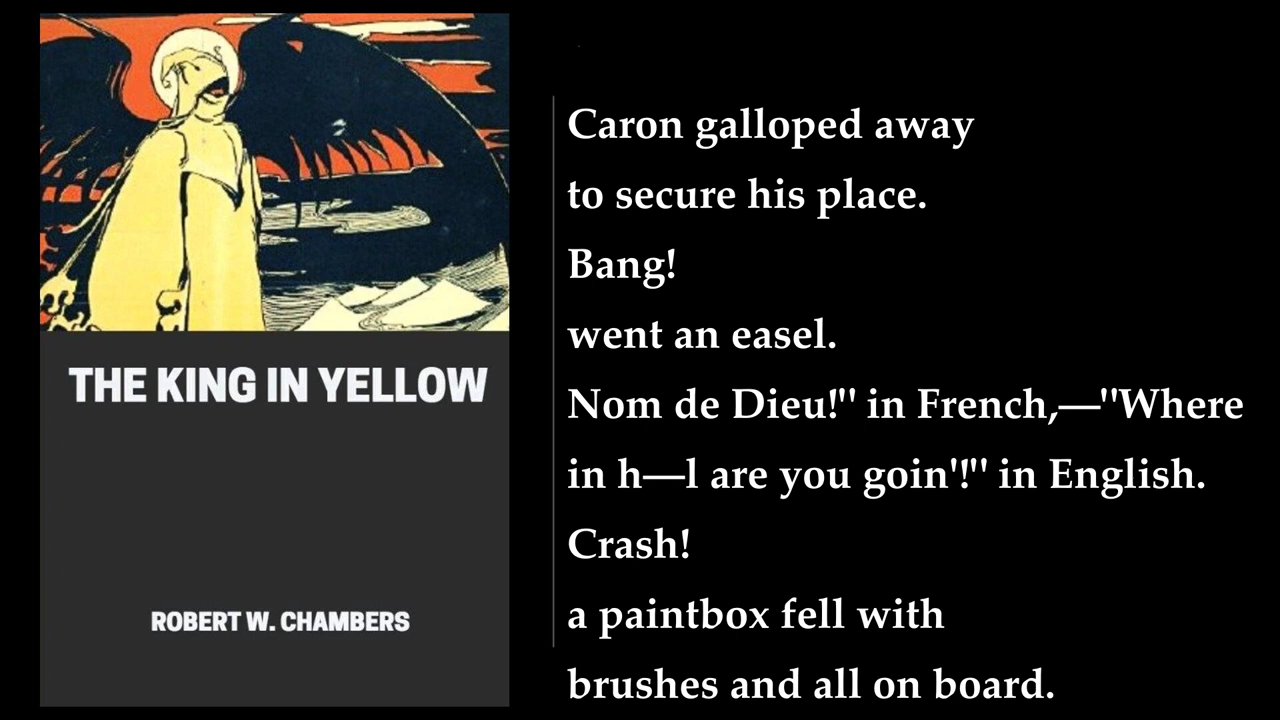 THE KING IN YELLOW
ROBERT W. CHAMBERS
Caron galloped away
to secure his place.
Bang!
went an easel.
Nom de Dieu!" in French,—"Where
in h—l are you goin'!" in English.
Crash!
a paintbox fell with
brushes and all on board.